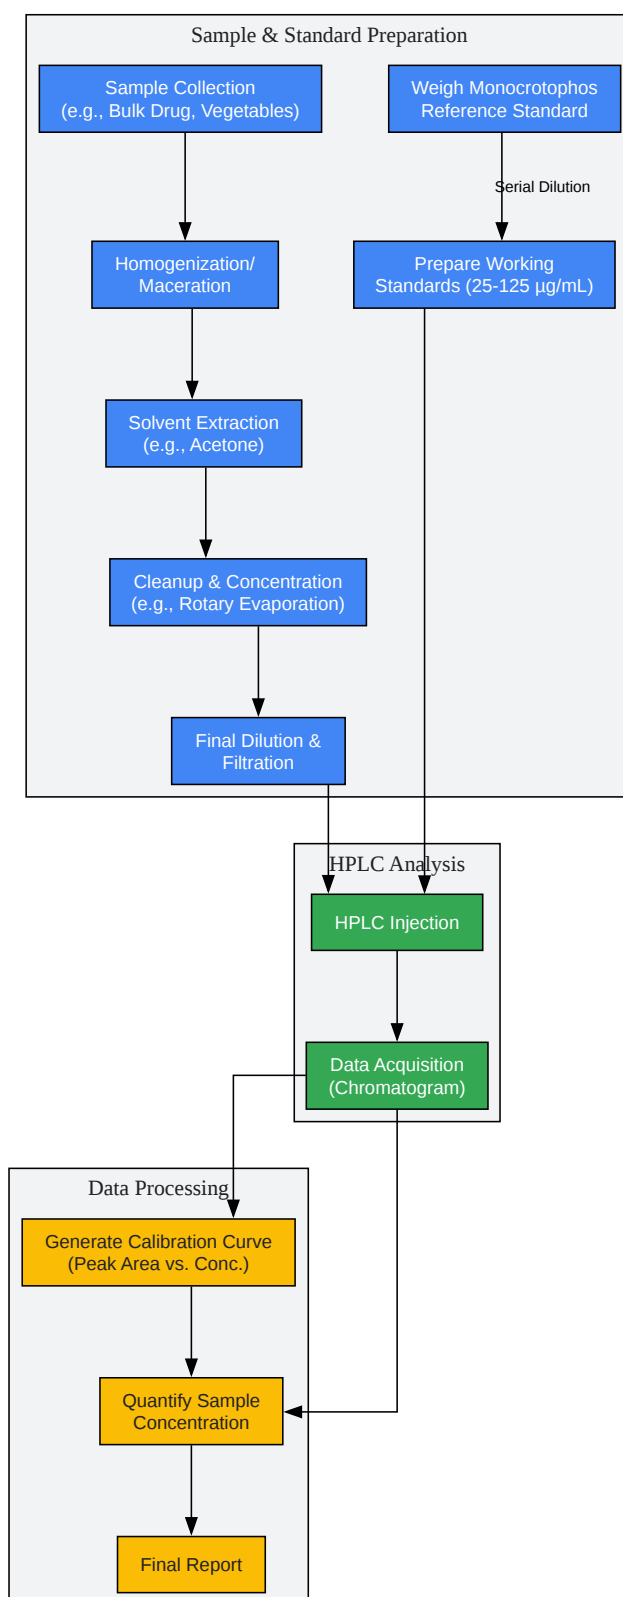 Sample & Standard Preparation
Sample Collection
(e.g., Bulk Drug, Vegetables)
Weigh Monocrotophos
Reference Standard
Serial Dilution
Homogenization/
Maceration
Prepare Working
Standards (25-125 µg/mL)
Solvent Extraction
(e.g., Acetone)
Cleanup & Concentration
(e.g., Rotary Evaporation)
Final Dilution &
Filtration
HPLC Analysis
HPLC Injection
Data Acquisition
(Chromatogram)
Data Processing
Generate Calibration Curve
(Peak Area vs. Conc.)
Quantify Sample
Concentration
Final Report